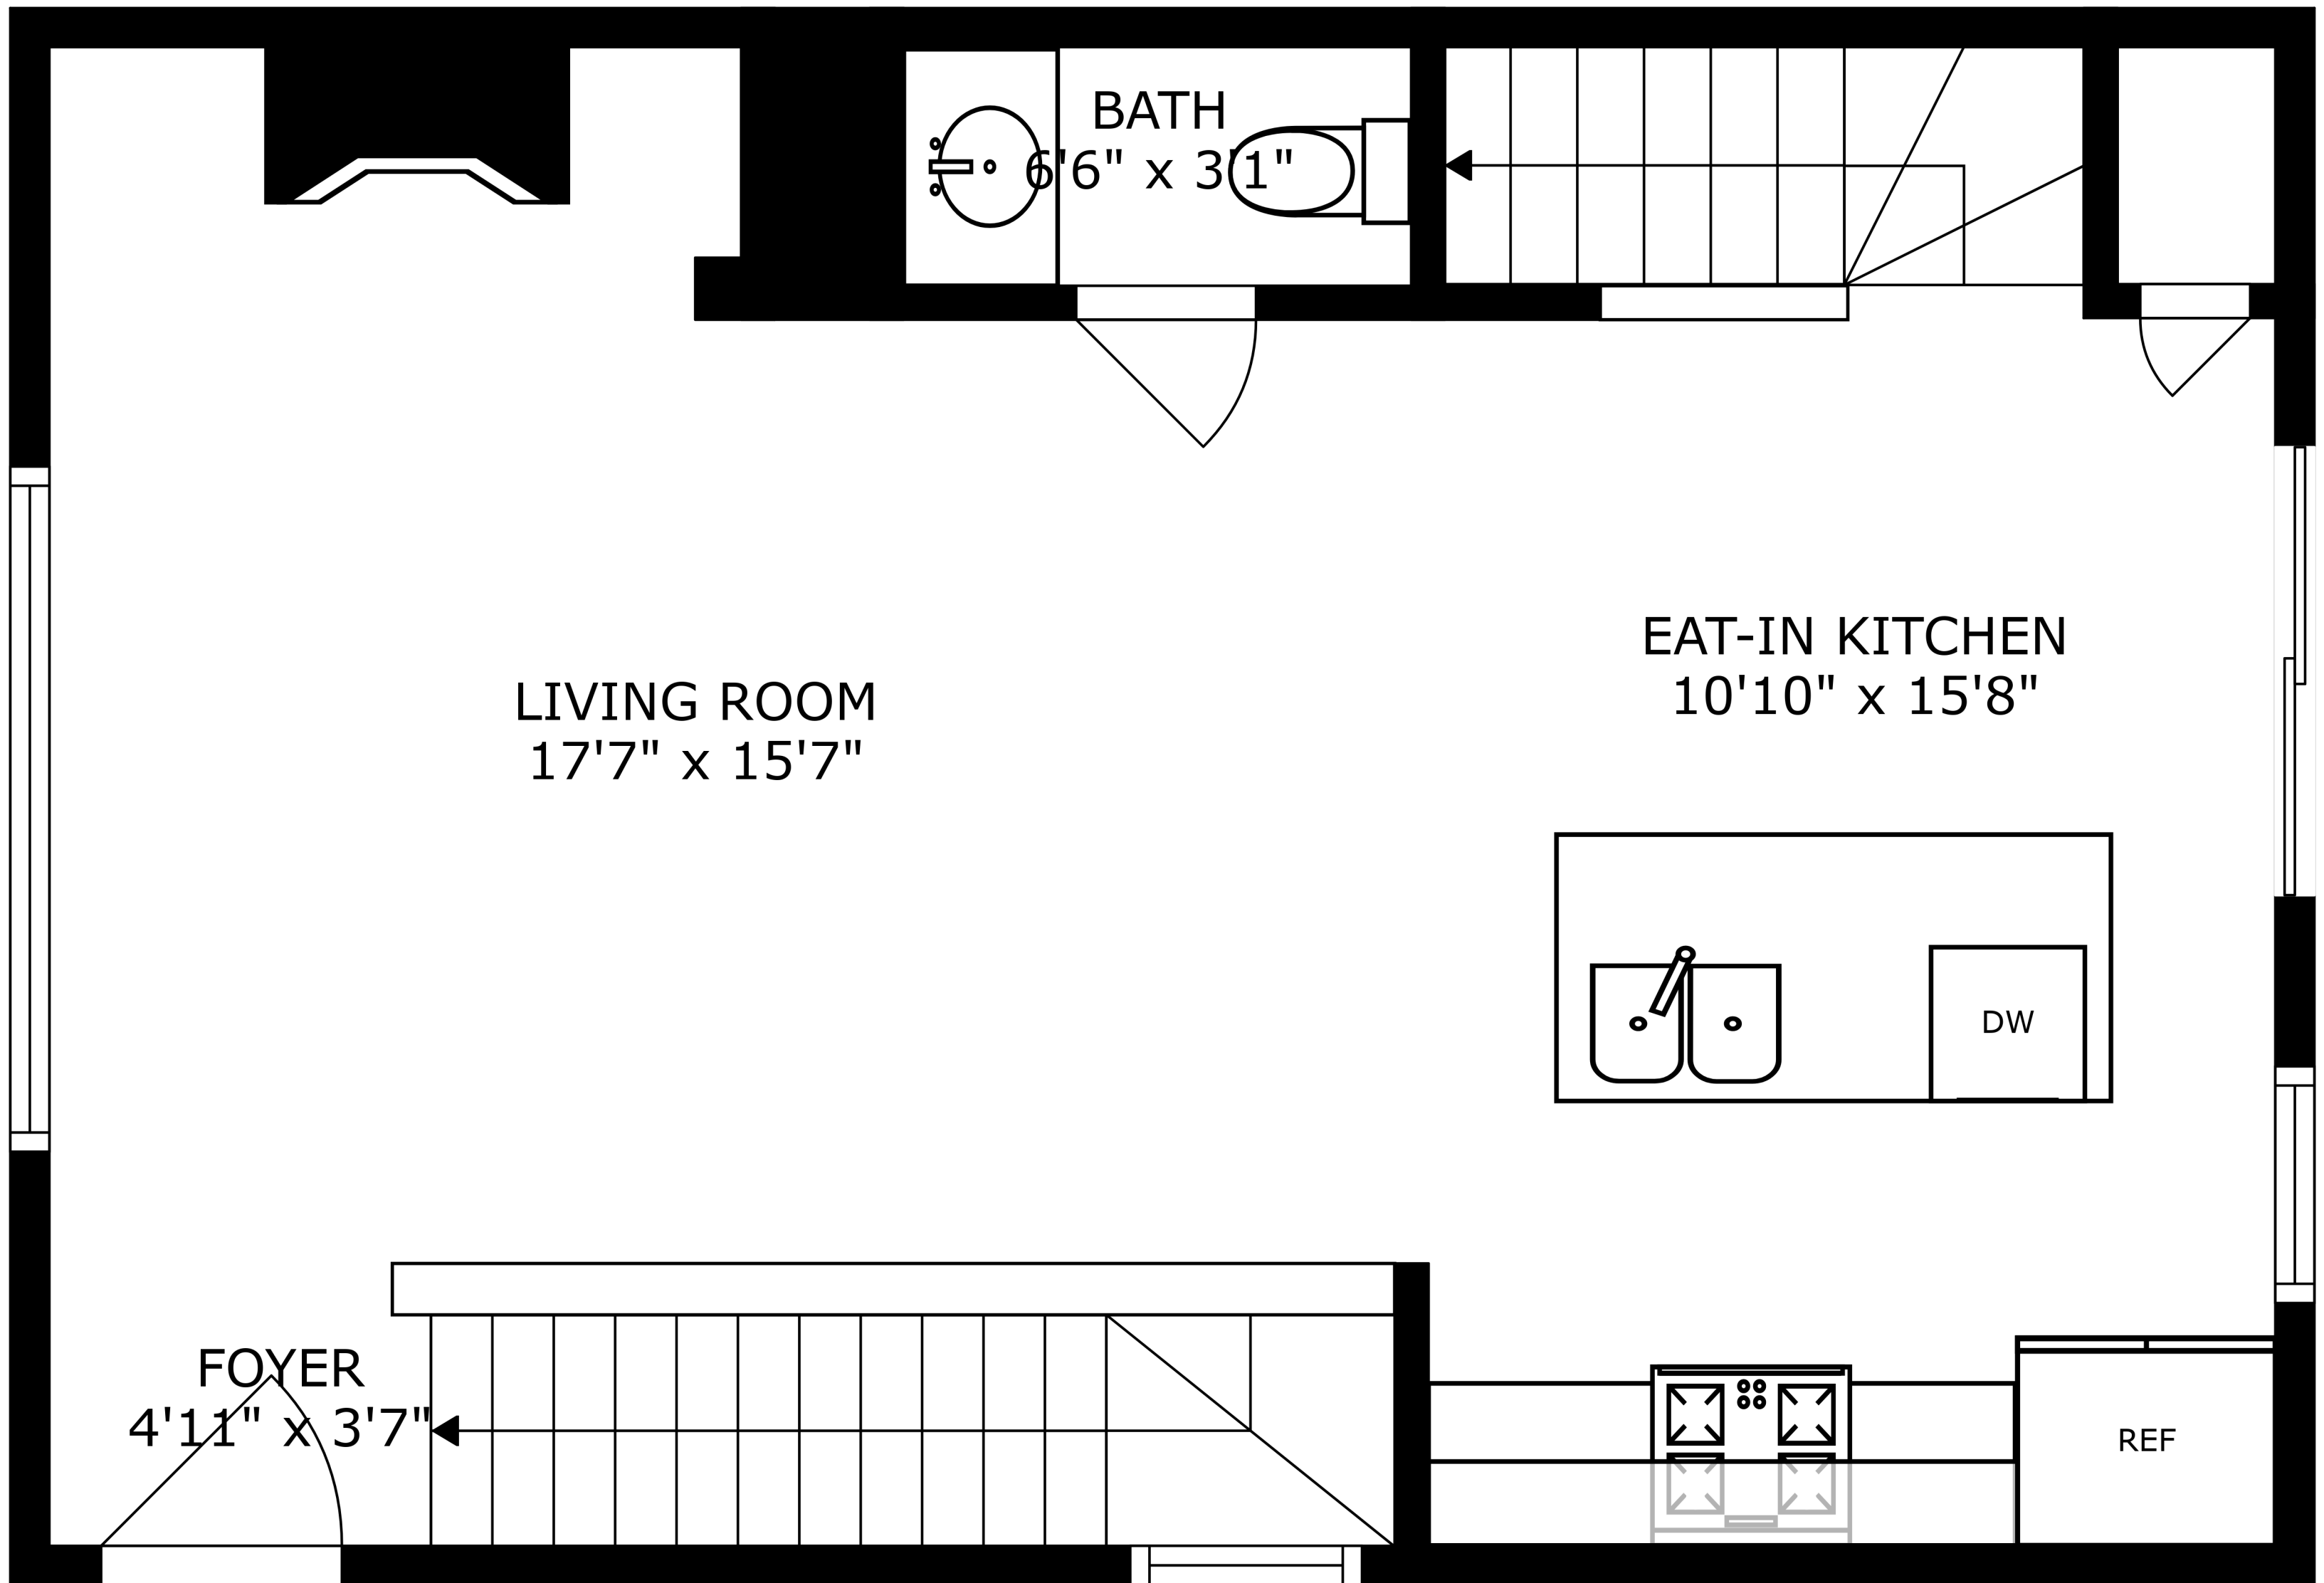 BATH
6'6" x 3'1"
EAT-IN KITCHEN
10'10" x 15'8"
LIVING ROOM
17'7" x 15'7"
DW
FOYER
4'11" x 3'7"
REF